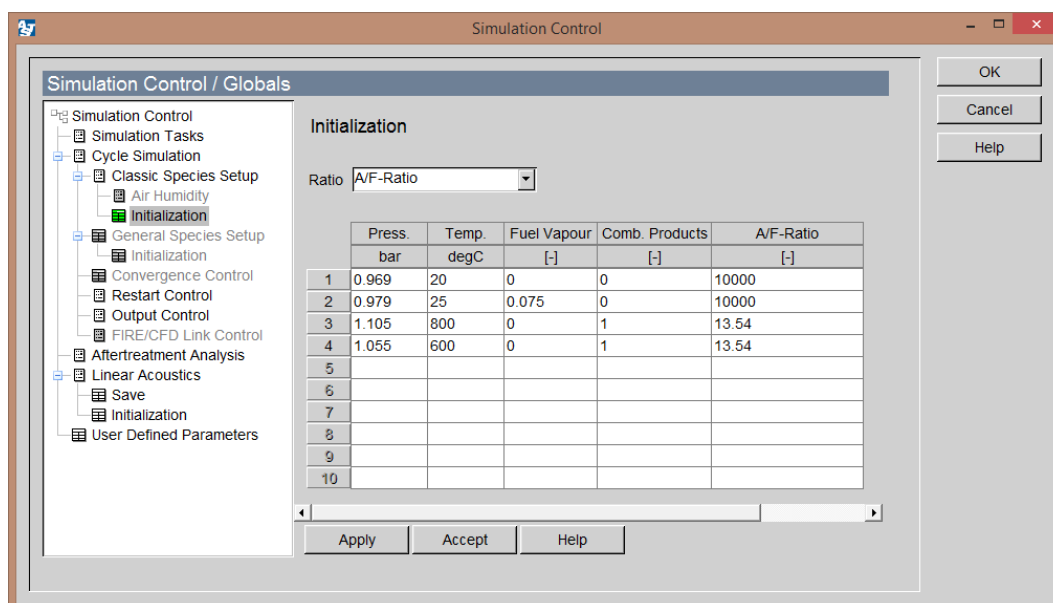 Simulation Control
OK
Cancel
Help
Simulation Control / Globals
Simulation Control
Simulation Tasks
Cycle Simulation
Classic Species Setup
Air Humidity
Initialization
General Species Setup
Initialization
Convergence Control
Restart Control
Output Control
FIRE/CFD Link Control
Aftertreatment Analysis
Linear Acoustics
Save
Initialization
User Defined Parameters
Initialization
Ratio A/F-Ratio
Press. Temp. Fuel Vapour Comb. Products A/F-Ratio
bar degC [-] [-] [-]
1 0.969 20 0 0 10000
2 0.979 25 0.075 0 10000
3 1.105 800 0 1 13.54
4 1.055 600 0 1 13.54
5
6
7
8
9
10
Apply Accept Help